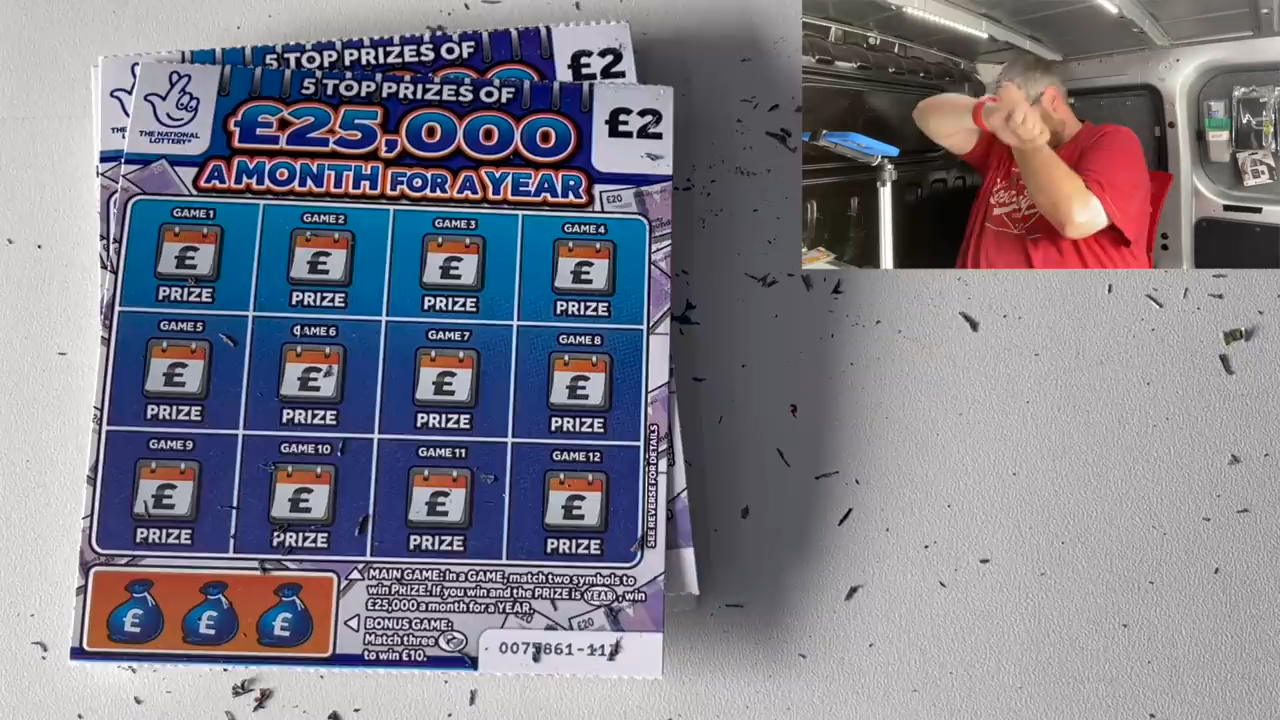 5 TOP PRIZES OF
£2
5 TOP PRIZES OF
£25,000
A MONTH FOR A YEAR
£2
THE NATIONAL
LOTTERY®
£20
GAME 1
GAME 2
GAME 3
GAME 4
£
£
£
£
PRIZE
PRIZE
PRIZE
PRIZE
GAME 5
GAME 6
GAME 7
GAME 8
£
£
£
£
PRIZE
PRIZE
PRIZE
PRIZE
GAME 9
GAME 10
GAME 11
GAME 12
£
£
£
£
PRIZE
PRIZE
PRIZE
PRIZE
SEE REVERSE FOR DETAILS
£ £ £
MAIN GAME: In a GAME, match two symbols to
win PRIZE. If you win and the PRIZE is YEAR, win
£25,000 a month for a YEAR.
BONUS GAME:
Match three
to win £10.
£20